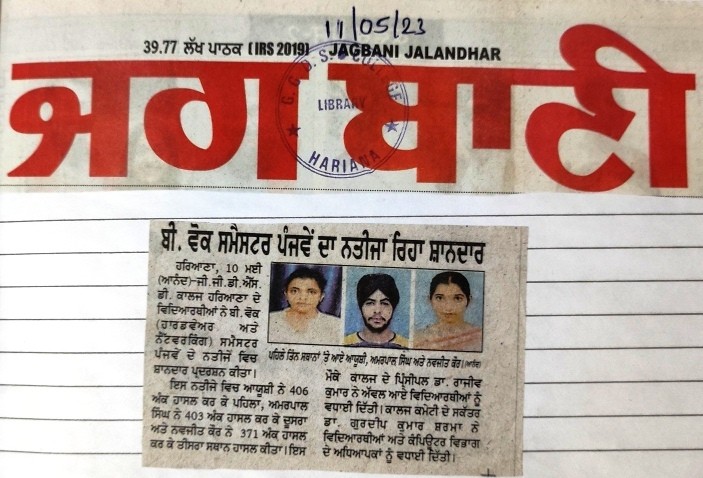 11/05/23
39.77 ਲੱਖ ਪਾਠਕ (IRS 2019) JAGBANI JALANDHAR
ਜਗ ਬਾਣੀ
G.G.D.S.D. COLLEGE
LIBRARY
HARIANA
ਬੀ. ਵੋਕ ਸਮੈਸਟਰ ਪੰਜਵੇਂ ਦਾ ਨਤੀਜਾ ਰਿਹਾ ਸ਼ਾਨਦਾਰ
ਹਰਿਆਣਾ, 10 ਮਈ
(ਆਨੰਦ)-ਜੀ.ਜੀ.ਡੀ.ਐੱਸ.
ਡੀ. ਕਾਲਜ ਹਰਿਆਣਾ ਦੇ
ਵਿਦਿਆਰਥੀਆਂ ਨੇ ਬੀ.ਵੋਕ
(ਹਾਰਡਵੇਅਰ ਅਤੇ
ਨੈੱਟਵਰਕਿੰਗ) ਸਮੈਸਟਰ
ਪੰਜਵੇਂ ਦੇ ਨਤੀਜੇ ਵਿਚ
ਸ਼ਾਨਦਾਰ ਪ੍ਰਦਰਸ਼ਨ ਕੀਤਾ।
ਇਸ ਨਤੀਜੇ ਵਿਚ ਆਯੂਸ਼ੀ ਨੇ 406
ਅੰਕ ਹਾਸਲ ਕਰ ਕੇ ਪਹਿਲਾ, ਅਮਰਪਾਲ
ਸਿੰਘ ਨੇ 403 ਅੰਕ ਹਾਸਲ ਕਰ ਕੇ ਦੂਸਰਾ
ਅਤੇ ਨਵਜੀਤ ਕੌਰ ਨੇ 371 ਅੰਕ ਹਾਸਲ
ਕਰ ਕੇ ਤੀਸਰਾ ਸਥਾਨ ਹਾਸਲ ਕੀਤਾ। ਇਸ
ਪਹਿਲੇ ਤਿੰਨ ਸਥਾਨਾਂ 'ਤੇ ਆਏ ਆਯੂਸ਼ੀ, ਅਮਰਪਾਲ ਸਿੰਘ ਅਤੇ ਨਵਜੀਤ ਕੌਰ।
ਮੌਕੇ ਕਾਲਜ ਦੇ ਪ੍ਰਿੰਸੀਪਲ ਡਾ. ਰਾਜੀਵ
ਕੁਮਾਰ ਨੇ ਅੱਵਲ ਆਏ ਵਿਦਿਆਰਥੀਆਂ ਨੂੰ
ਵਧਾਈ ਦਿੱਤੀ। ਕਾਲਜ ਕਮੇਟੀ ਦੇ ਸਕੱਤਰ
ਡਾ. ਗੁਰਦੀਪ ਕੁਮਾਰ ਸ਼ਰਮਾ ਨੇ
ਵਿਦਿਆਰਥੀਆਂ ਅਤੇ ਕੰਪਿਊਟਰ ਵਿਭਾਗ
ਦੇ ਅਧਿਆਪਕਾਂ ਨੂੰ ਵਧਾਈ ਦਿੱਤੀ।